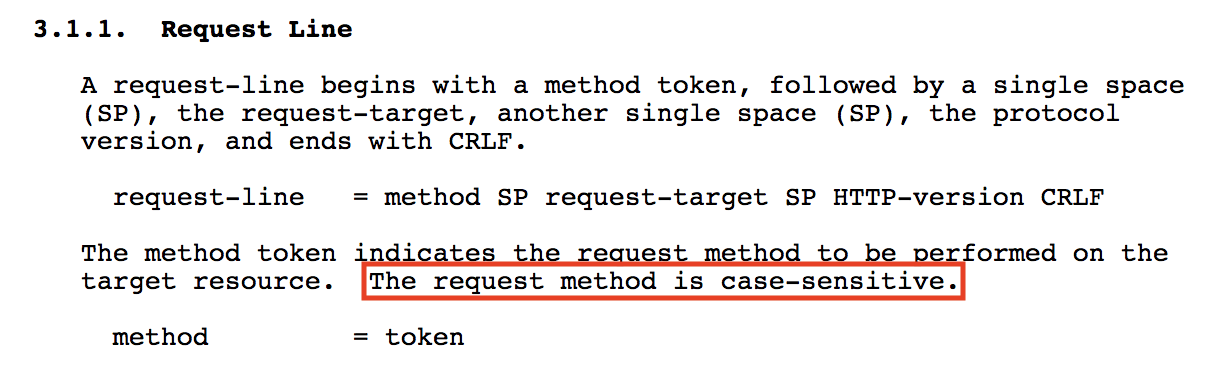 3.1.1.  Request Line
A request-line begins with a method token, followed by a single space
(SP), the request-target, another single space (SP), the protocol
version, and ends with CRLF.
request-line   = method SP request-target SP HTTP-version CRLF
The method token indicates the request method to be performed on the
target resource.  The request method is case-sensitive.
method         = token